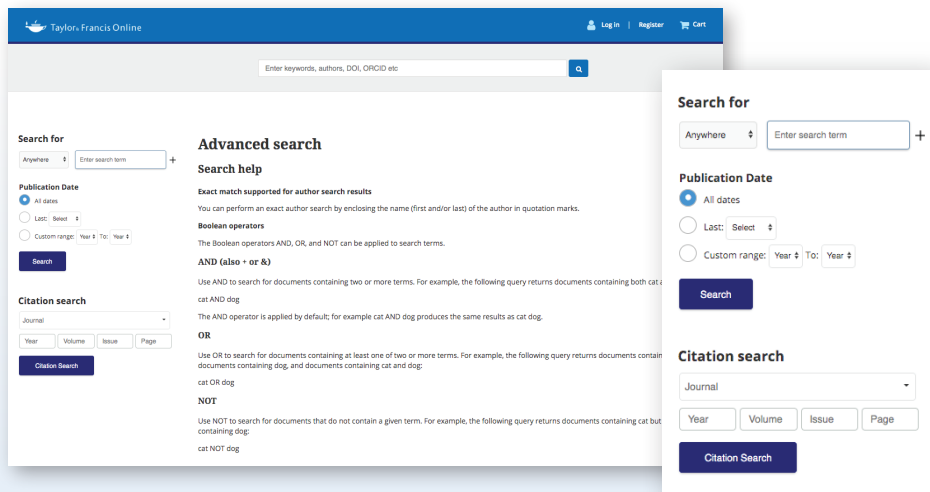 Taylor & Francis Online
Log in | Register Cart
Enter keywords, authors, DOI, ORCID etc
Search for
Anywhere Enter search term +
Publication Date
All dates
Last: Select
Custom range: Year To: Year
Search
Citation search
Journal
Year Volume Issue Page
Citation Search
Advanced search
Search help
Exact match supported for author search results
You can perform an exact author search by enclosing the name (first and/or last) of the author in quotation marks.
Boolean operators
The Boolean operators AND, OR, and NOT can be applied to search terms.
AND (also + or &)
Use AND to search for documents containing two or more terms. For example, the following query returns documents containing both cat a
cat AND dog
The AND operator is applied by default; for example cat AND dog produces the same results as cat dog.
OR
Use OR to search for documents containing at least one of two or more terms. For example, the following query returns documents contain
documents containing dog, and documents containing cat and dog:
cat OR dog
NOT
Use NOT to search for documents that do not contain a given term. For example, the following query returns documents containing cat but
containing dog:
cat NOT dog
Search for
Anywhere Enter search term +
Publication Date
All dates
Last: Select
Custom range: Year To: Year
Search
Citation search
Journal
Year Volume Issue Page
Citation Search